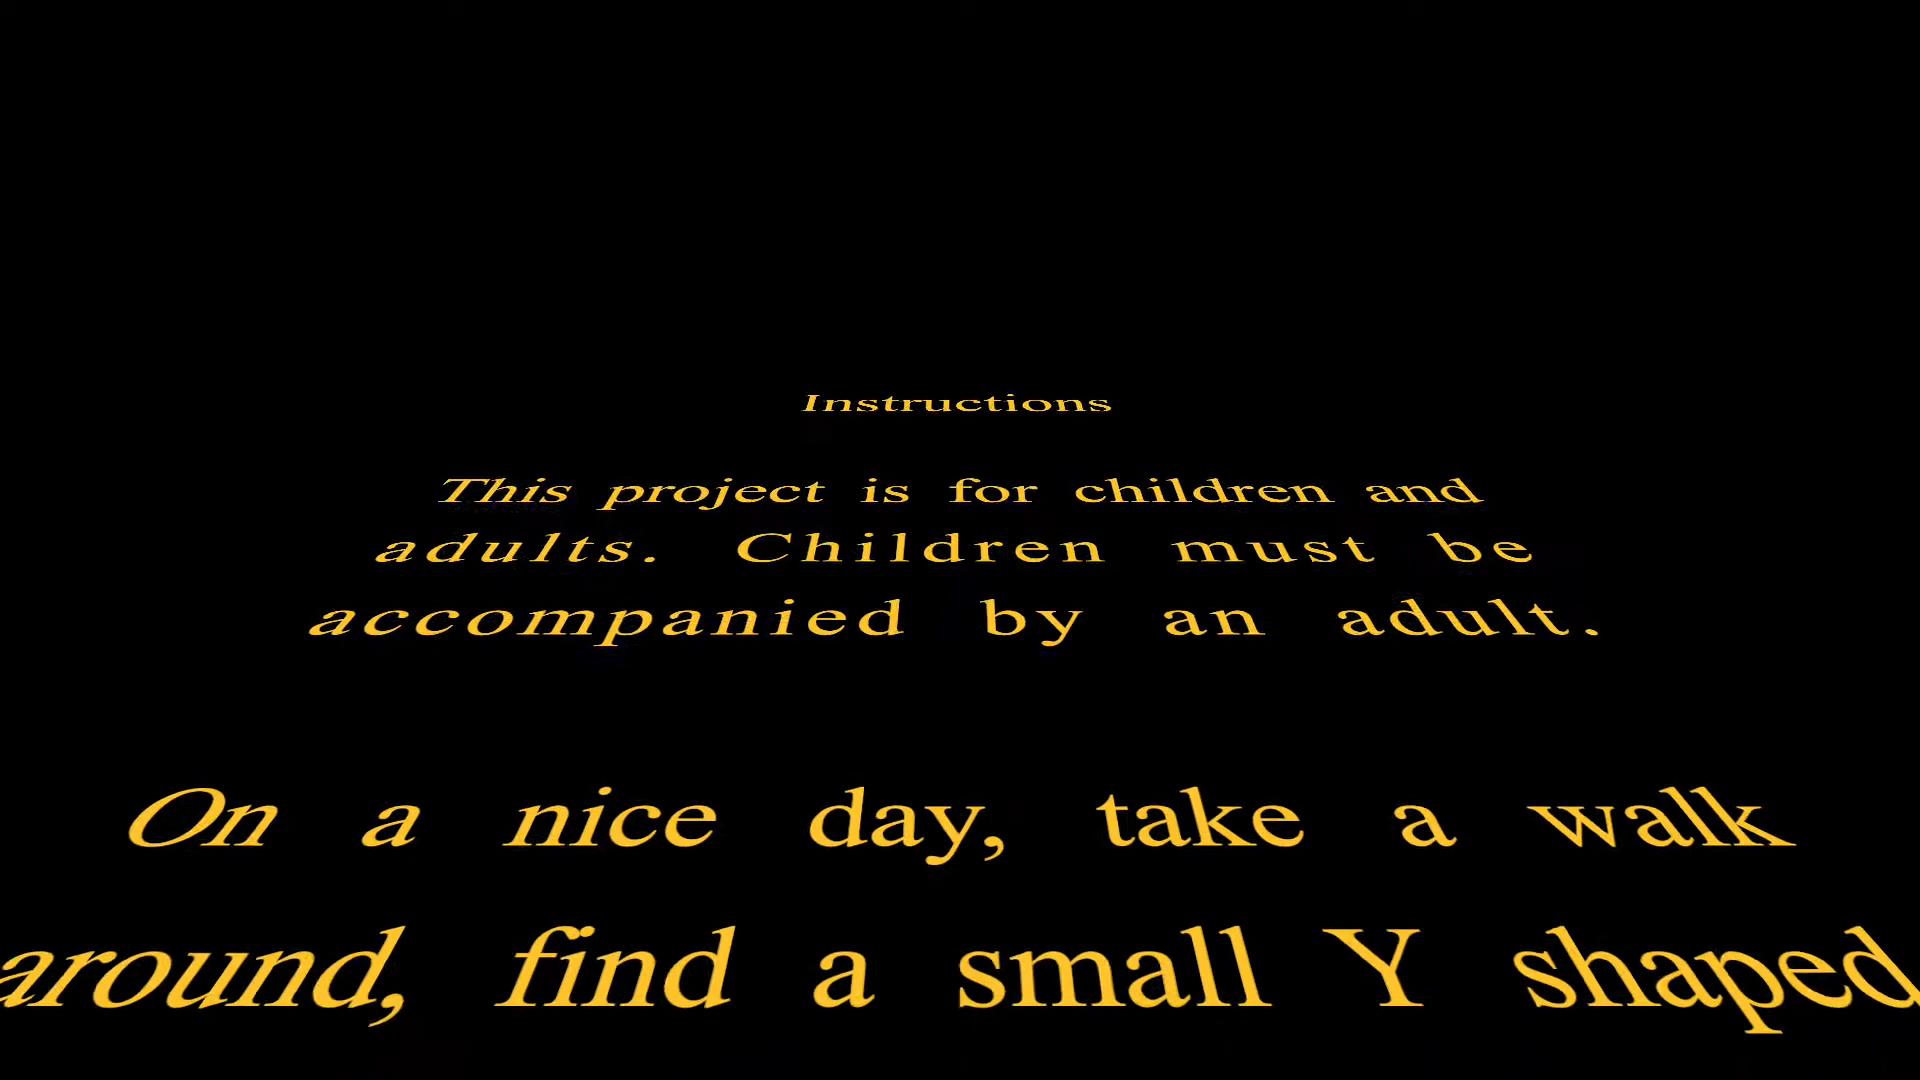 Instructions
This project is for children and
adults. Children must be
accompanied by an adult.
On a nice day, take a walk
around, find a small Y shaped